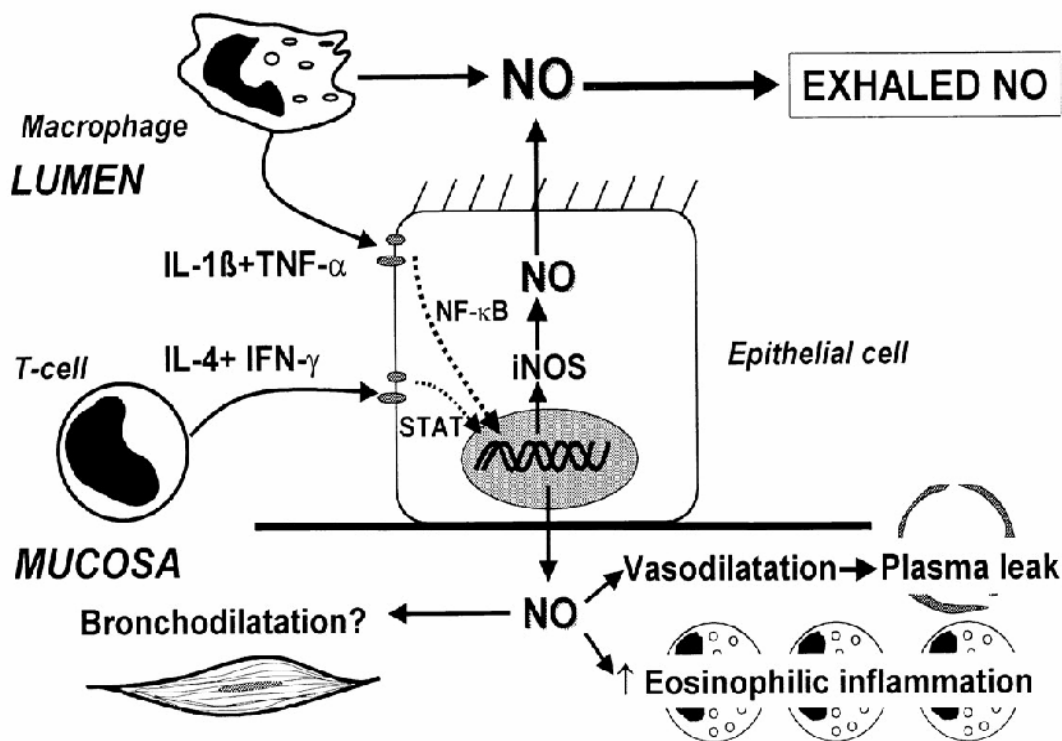 NO
EXHALED NO
Macrophage
LUMEN
IL-1ß+TNF-α
NF-κB
NO
iNOS
Epithelial cell
T-cell
IL-4+ IFN-γ
STAT
MUCOSA
Bronchodilatation?
NO
Vasodilatation
Plasma leak
↑ Eosinophilic inflammation